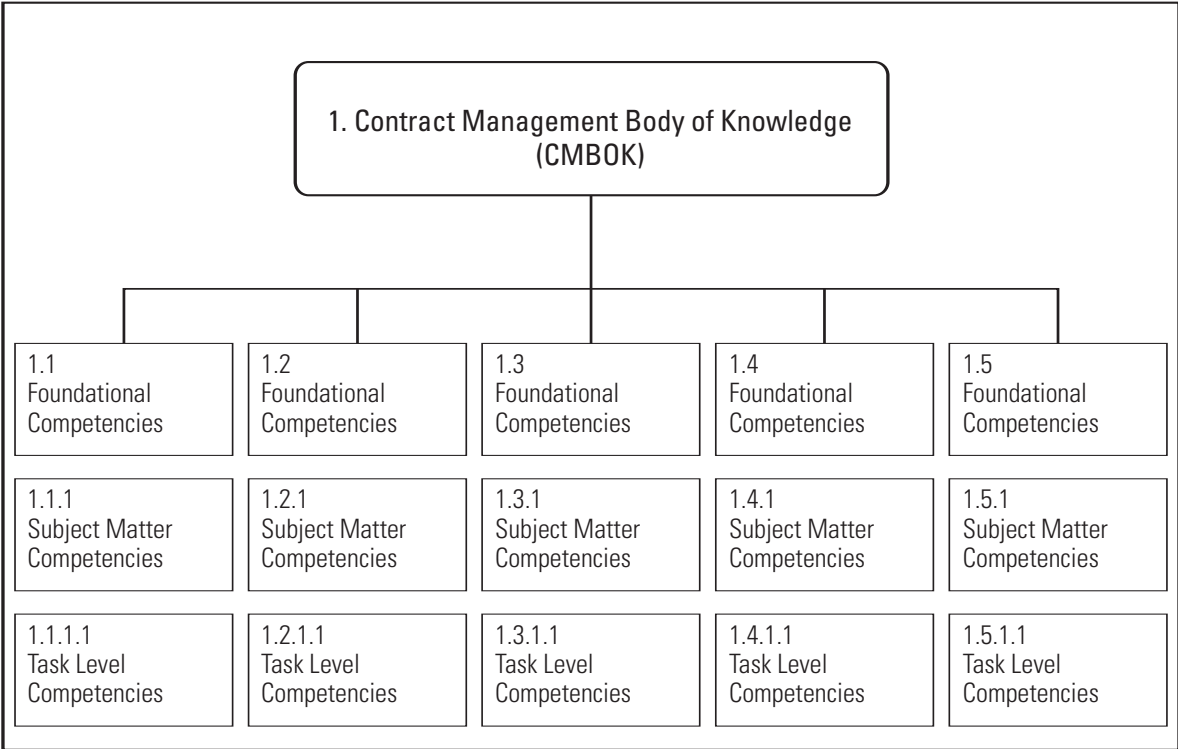 1. Contract Management Body of Knowledge
(CMBOK)
1.1
Foundational
Competencies
1.2
Foundational
Competencies
1.3
Foundational
Competencies
1.4
Foundational
Competencies
1.5
Foundational
Competencies
1.1.1
Subject Matter
Competencies
1.2.1
Subject Matter
Competencies
1.3.1
Subject Matter
Competencies
1.4.1
Subject Matter
Competencies
1.5.1
Subject Matter
Competencies
1.1.1.1
Task Level
Competencies
1.2.1.1
Task Level
Competencies
1.3.1.1
Task Level
Competencies
1.4.1.1
Task Level
Competencies
1.5.1.1
Task Level
Competencies